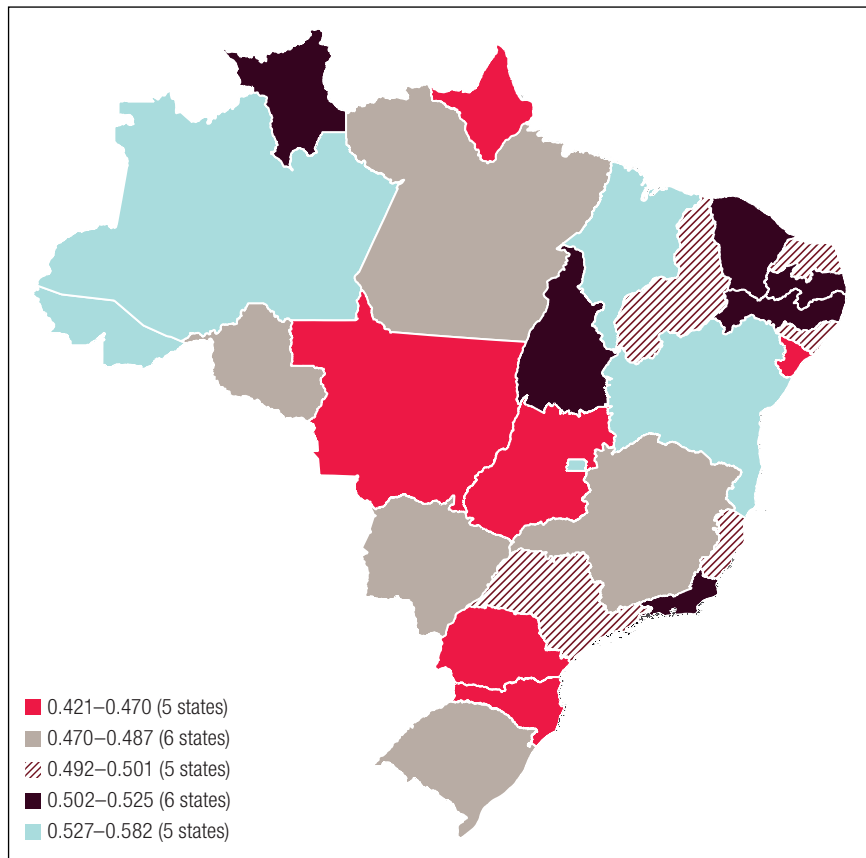 0.421–0.470 (5 states)
0.470–0.487 (6 states)
0.492–0.501 (5 states)
0.502–0.525 (6 states)
0.527–0.582 (5 states)